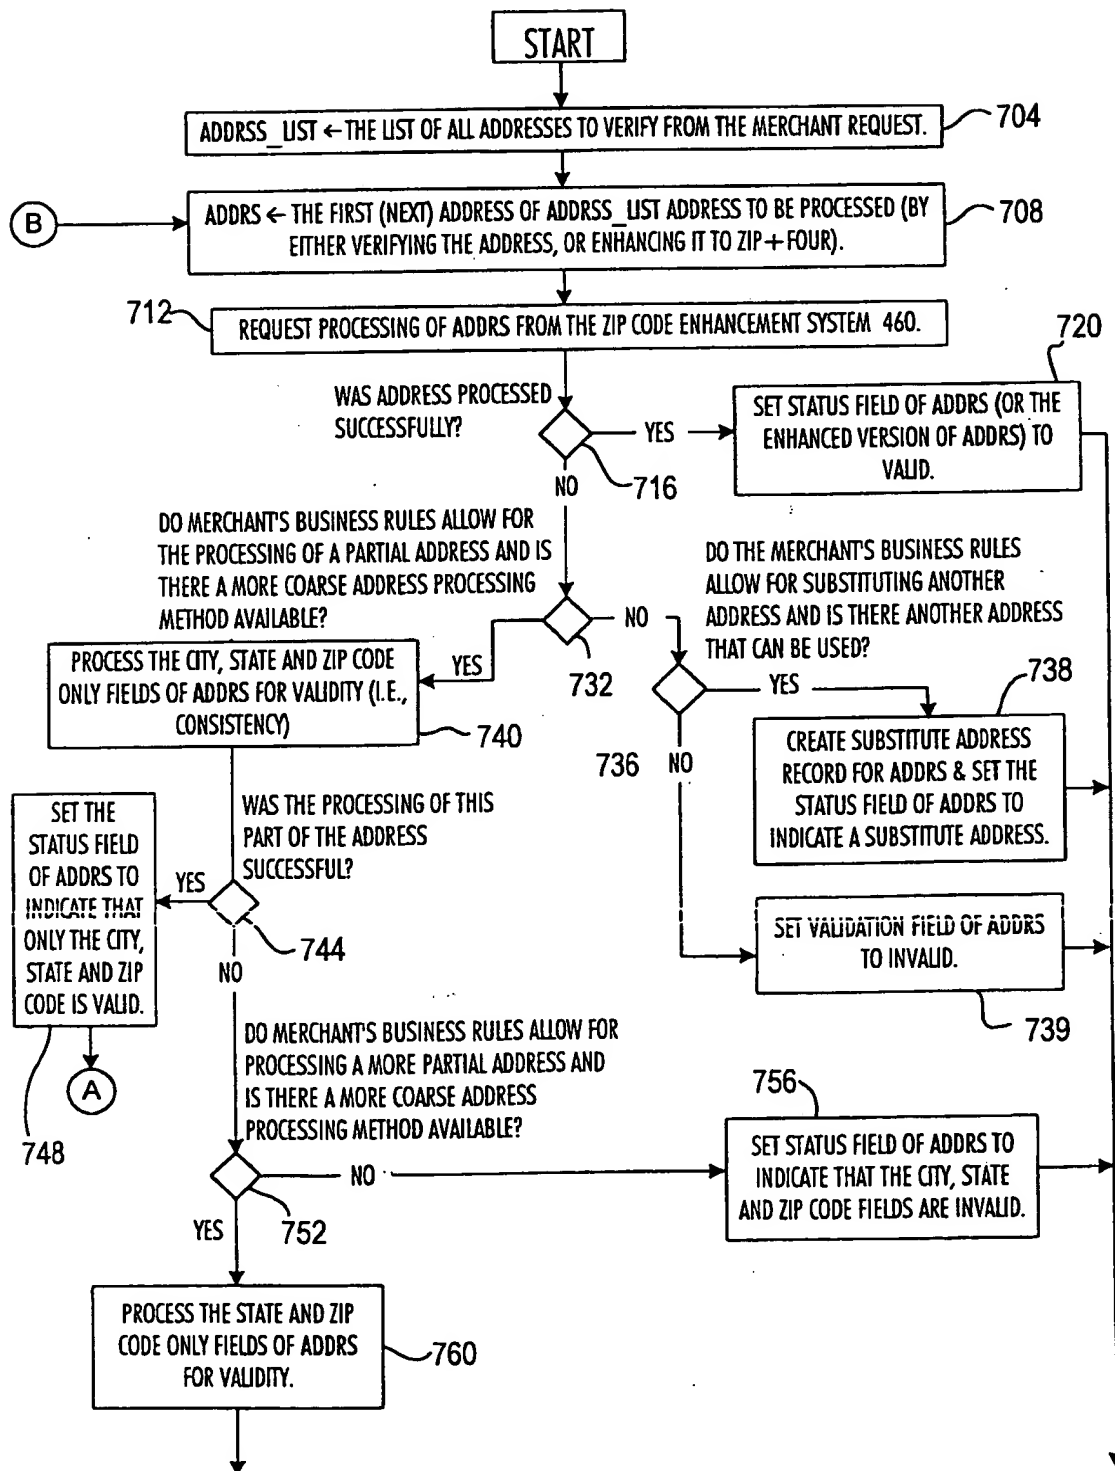 START
ADDRSS_LIST ← THE LIST OF ALL ADDRESSES TO VERIFY FROM THE MERCHANT REQUEST.
704
B
ADDRS ← THE FIRST (NEXT) ADDRESS OF ADDRSS_LIST ADDRESS TO BE PROCESSED (BY
EITHER VERIFYING THE ADDRESS, OR ENHANCING IT TO ZIP+FOUR).
708
712
REQUEST PROCESSING OF ADDRS FROM THE ZIP CODE ENHANCEMENT SYSTEM 460.
WAS ADDRESS PROCESSED
SUCCESSFULLY?
YES
NO
716
720
SET STATUS FIELD OF ADDRS (OR THE
ENHANCED VERSION OF ADDRS) TO
VALID.
DO MERCHANT'S BUSINESS RULES ALLOW FOR
THE PROCESSING OF A PARTIAL ADDRESS AND IS
THERE A MORE COARSE ADDRESS PROCESSING
METHOD AVAILABLE?
YES
NO
732
DO THE MERCHANT'S BUSINESS RULES
ALLOW FOR SUBSTITUTING ANOTHER
ADDRESS AND IS THERE ANOTHER ADDRESS
THAT CAN BE USED?
YES
736
NO
738
CREATE SUBSTITUTE ADDRESS
RECORD FOR ADDRS & SET THE
STATUS FIELD OF ADDRS TO
INDICATE A SUBSTITUTE ADDRESS.
SET VALIDATION FIELD OF ADDRS
TO INVALID.
739
PROCESS THE CITY, STATE AND ZIP CODE
ONLY FIELDS OF ADDRS FOR VALIDITY (I.E.,
CONSISTENCY)
740
WAS THE PROCESSING OF THIS
PART OF THE ADDRESS
SUCCESSFUL?
YES
744
NO
SET THE
STATUS FIELD
OF ADDRS TO
INDICATE THAT
ONLY THE CITY,
STATE AND ZIP
CODE IS VALID.
A
748
DO MERCHANT'S BUSINESS RULES ALLOW FOR
PROCESSING A MORE PARTIAL ADDRESS AND
IS THERE A MORE COARSE ADDRESS
PROCESSING METHOD AVAILABLE?
NO
752
YES
756
SET STATUS FIELD OF ADDRS TO
INDICATE THAT THE CITY, STATE
AND ZIP CODE FIELDS ARE INVALID.
PROCESS THE STATE AND ZIP
CODE ONLY FIELDS OF ADDRS
FOR VALIDITY.
760